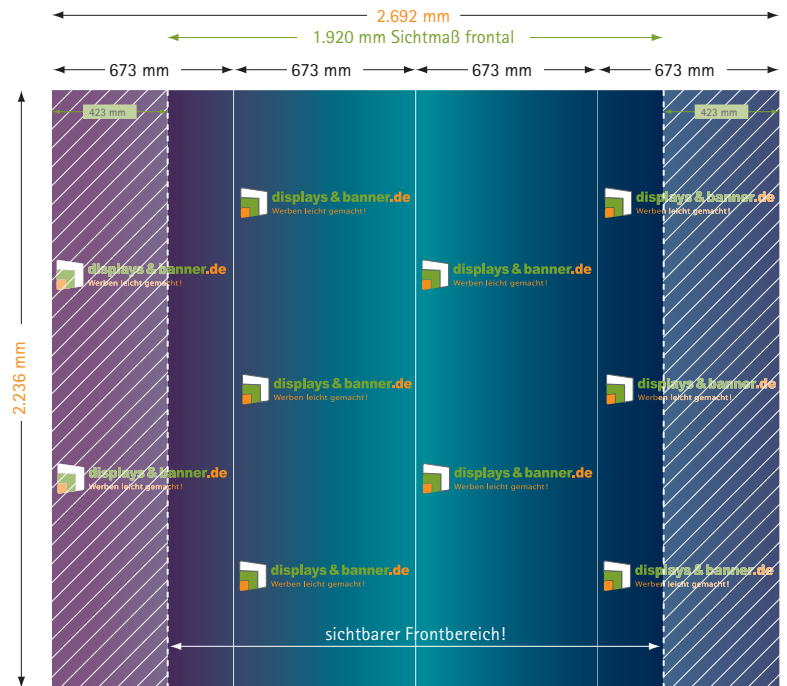 2.692 mm
1.920 mm Sichtmaß frontal
673 mm
673 mm
673 mm
673 mm
423 mm
423 mm
displays & banner.de
Werben leicht gemacht!
displays & banner.de
Werben leicht gemacht!
displays & banner.de
Werben leicht gemacht!
displays & banner.de
Werben leicht gemacht!
2.236 mm
displays & banner.de
Werben leicht gemacht!
displays & banner.de
Werben leicht gemacht!
displays & banner.de
Werben leicht gemacht!
displays & banner.de
Werben leicht gemacht!
displays & banner.de
Werben leicht gemacht!
displays & banner.de
Werben leicht gemacht!
sichtbarer Frontbereich!